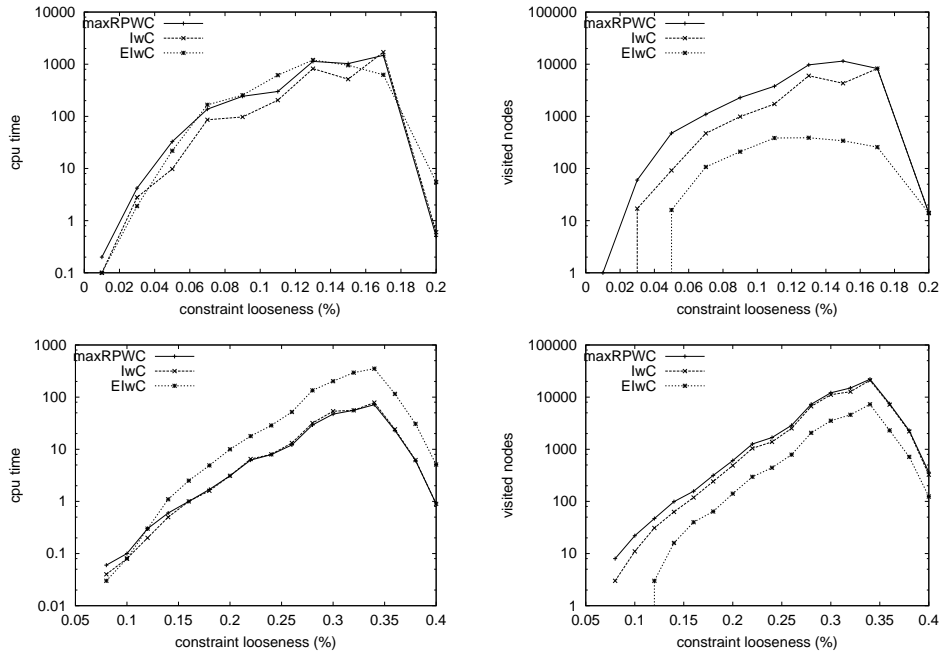 10000
1000
100
10
1
0.1
cpu time
0 0.02 0.04 0.06 0.08 0.1 0.12 0.14 0.16 0.18 0.2
constraint looseness (%)
maxRPWC
IwC
EIwC
10000
100000
1000
100
10
1
visited nodes
0 0.02 0.04 0.06 0.08 0.1 0.12 0.14 0.16 0.18 0.2
constraint looseness (%)
maxRPWC
IwC
EIwC
1000
100
10
1
0.1
0.01
cpu time
0.05 0.1 0.15 0.2 0.25 0.3 0.35 0.4
constraint looseness (%)
maxRPWC
IwC
EIwC
100000
10000
1000
100
10
1
visited nodes
0.05 0.1 0.15 0.2 0.25 0.3 0.35 0.4
constraint looseness (%)
maxRPWC
IwC
EIwC